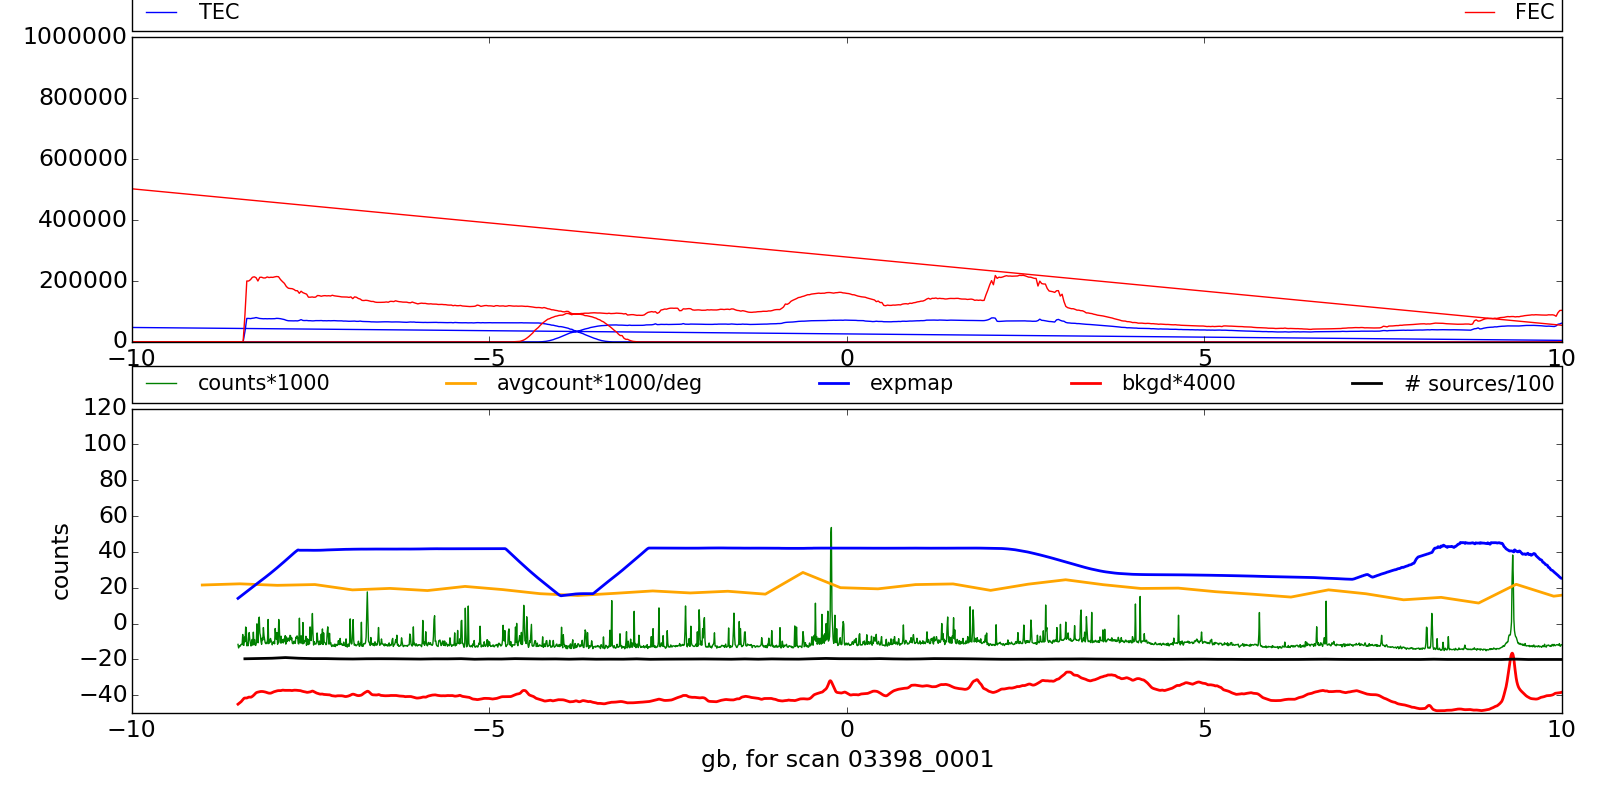 TEC FEC
1000000
800000
600000
400000
200000
0
−10 −5 0 5 10
counts*1000 avgcount*1000/deg expmap bkgd*4000 # sources/100
120
100
80
60
40
20
0
−20
−40
counts
−10 −5 0 5 10
gb, for scan 03398_0001